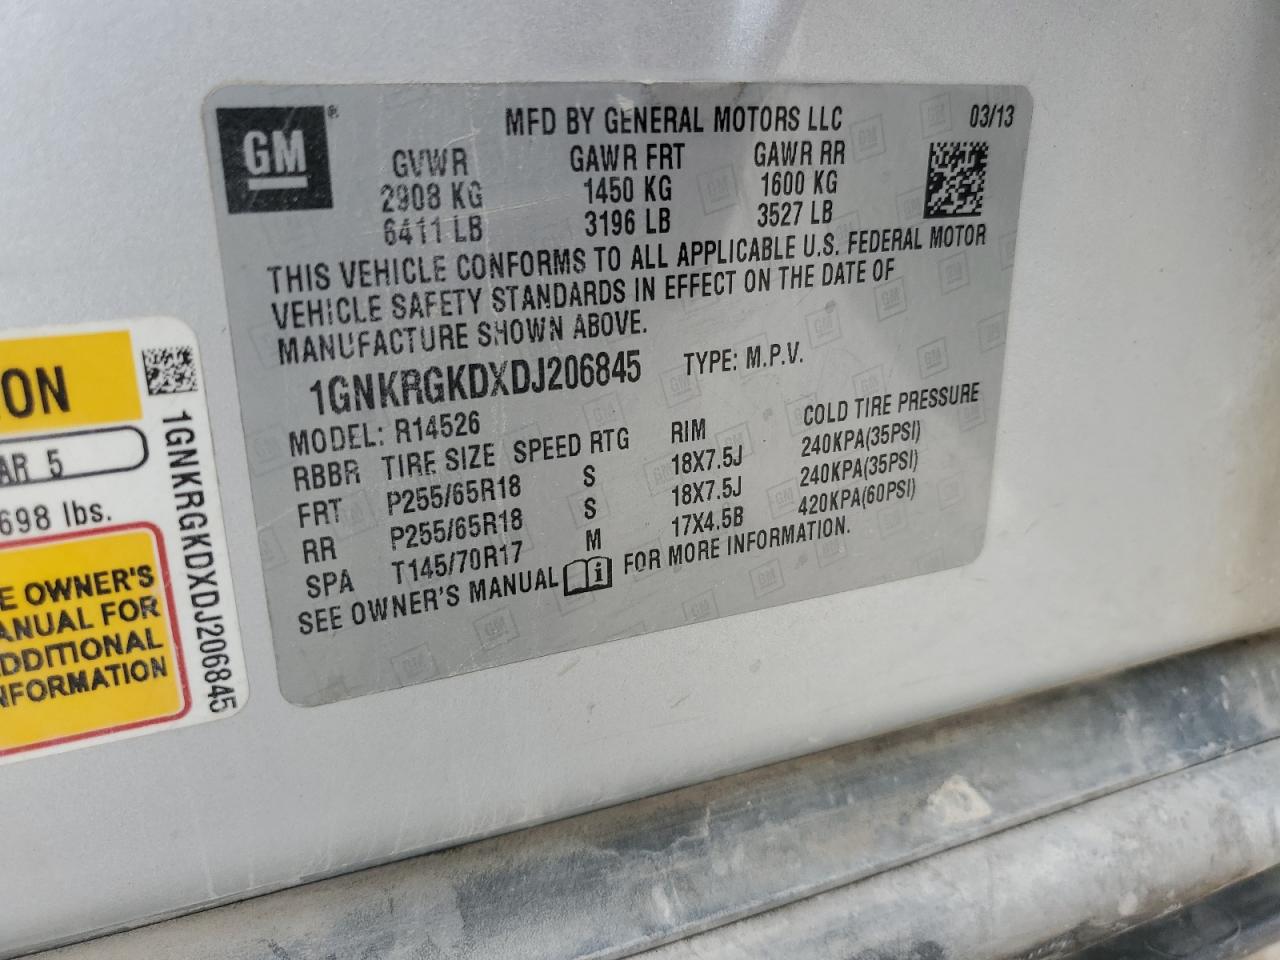 GM ®
MFD BY GENERAL MOTORS LLC 03/13
GVWR GAWR FRT GAWR RR
2908 KG 1450 KG 1600 KG
6411 LB 3196 LB 3527 LB
THIS VEHICLE CONFORMS TO ALL APPLICABLE U.S. FEDERAL MOTOR
VEHICLE SAFETY STANDARDS IN EFFECT ON THE DATE OF
MANUFACTURE SHOWN ABOVE.
1GNKRGKDXDJ206845 TYPE: M.P.V.
MODEL: R14526
RBBR TIRE SIZE SPEED RTG RIM COLD TIRE PRESSURE
FRT P255/65R18 S 18X7.5J 240KPA(35PSI)
RR P255/65R18 S 18X7.5J 240KPA(35PSI)
SPA T145/70R17 M 17X4.5B 420KPA(60PSI)
SEE OWNER'S MANUAL i FOR MORE INFORMATION.
ON
AR 5
698 lbs.
E OWNER'S
ANUAL FOR
DDITIONAL
NFORMATION
1GNKRGKDXDJ206845